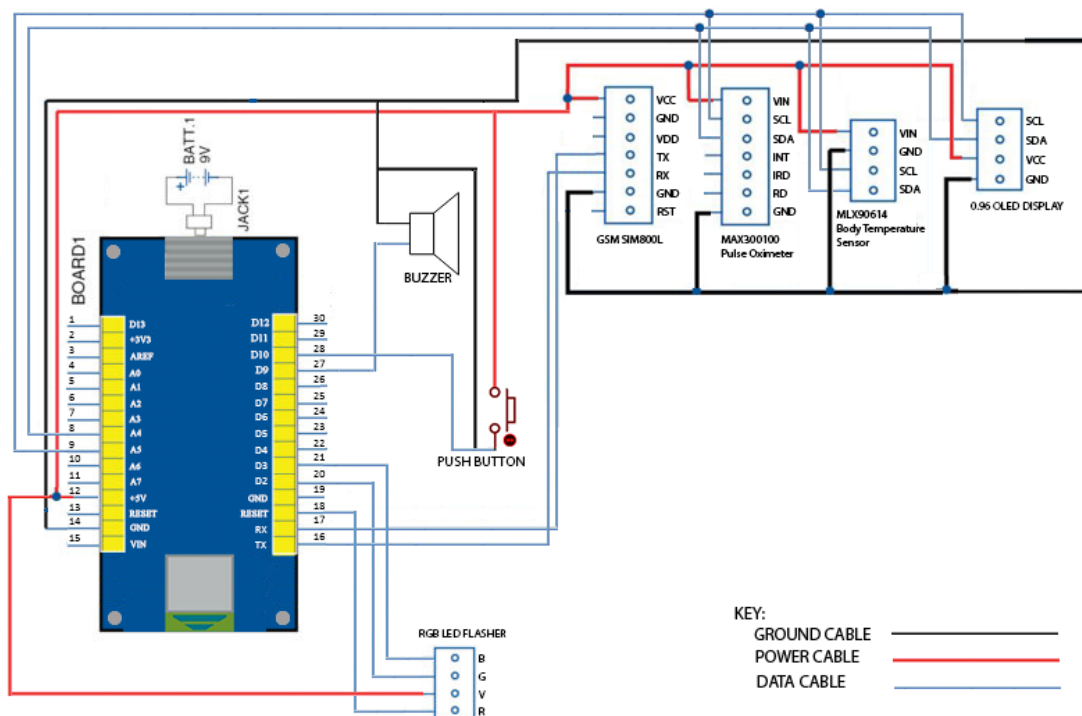 BATT.1
9V
JACK1
BOARD1
1
2
3
4
5
6
7
8
9
10
11
12
13
14
15
D13
+3V3
AREF
A0
A1
A2
A3
A4
A5
A6
A7
+5V
RESET
GND
VIN
D12
D11
D10
D9
D8
D7
D6
D5
D4
D3
D2
GND
RESET
RX
TX
30
29
28
27
26
25
24
23
22
21
20
19
18
17
16
BUZZER
PUSH BUTTON
VCC
GND
VDD
TX
RX
GND
RST
GSM SIM800L
VIN
SCL
SDA
INT
IRD
RD
GND
MAX300100
Pulse Oximeter
VIN
GND
SCL
SDA
MLX90614
Body Temperature
Sensor
SCL
SDA
VCC
GND
0.96 OLED DISPLAY
RGB LED FLASHER
B
G
V
R
KEY:
GROUND CABLE
POWER CABLE
DATA CABLE